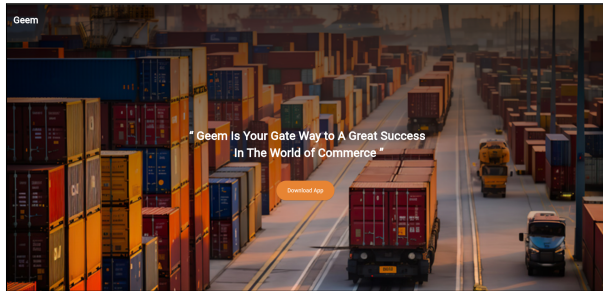 Geem
“ Geem Is Your Gate Way to A Great Success
In The World of Commerce “
Download App